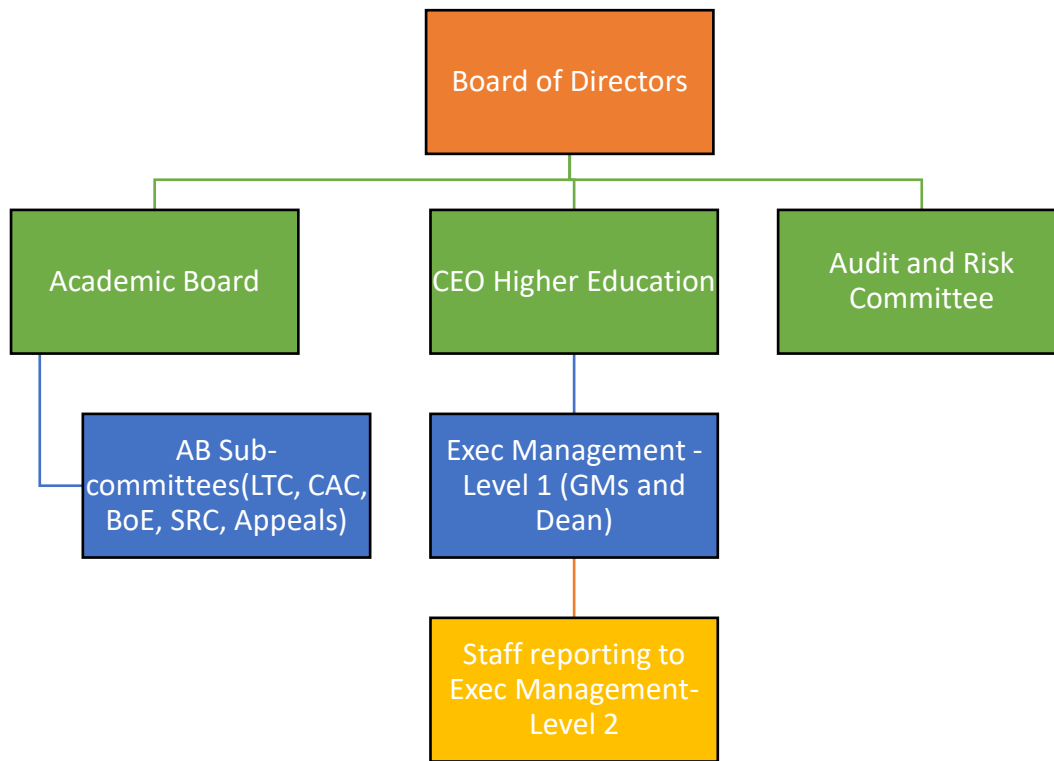 Board of Directors
Academic Board
CEO Higher Education
Audit and Risk
Committee
AB Sub-
committees(LTC, CAC,
BoE, SRC, Appeals)
Exec Management -
Level 1 (GMs and
Dean)
Staff reporting to
Exec Management-
Level 2